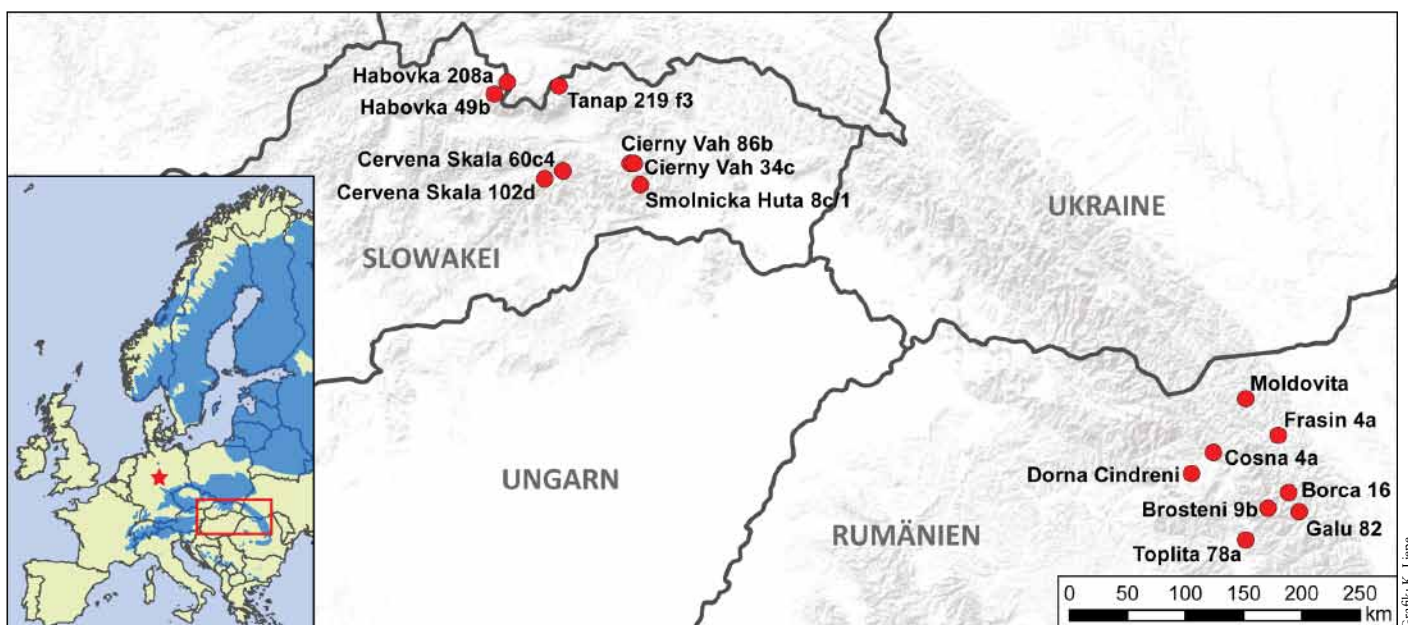 Habovka 208a
Habovka 49b
Tanap 219 f3
Cierny Vah 86b
Cervena Skala 60c4
Cierny Vah 34c
Cervena Skala 102d
Smolnicka Huta 8c/1
UKRAINE
SLOWAKEI
Moldovita
Frasin 4a
Cosna 4a
Dorna Cindreni
UNGARN
Borca 16
Brosteni 9b
Galu 82
RUMÄNIEN
Toplita 78a
0 50 100 150 200 250
km
Grafik: K. Liepe